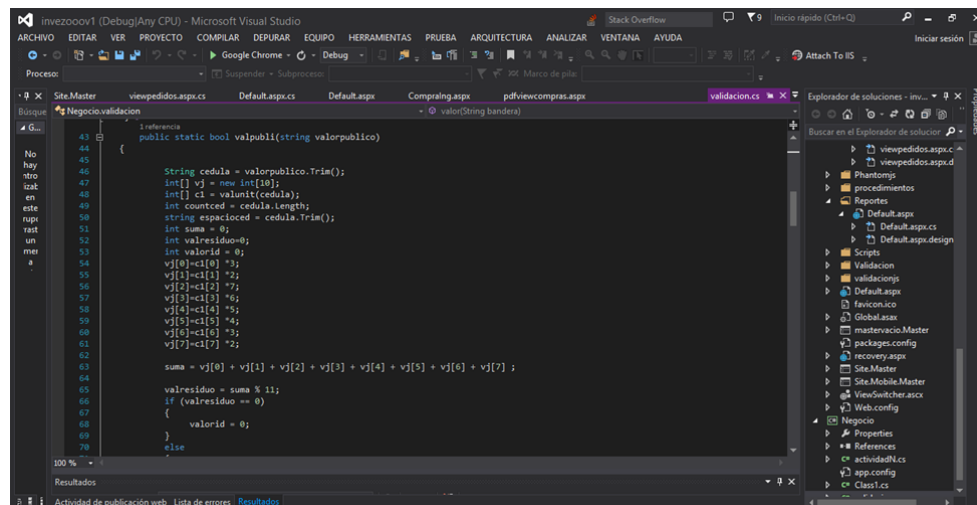 invezooov1 (Debug|Any CPU) - Microsoft Visual Studio
Stack Overflow
9
Inicio rápido (Ctrl+Q)
ARCHIVO EDITAR VER PROYECTO COMPILAR DEPURAR EQUIPO HERRAMIENTAS PRUEBA ARQUITECTURA ANALIZAR VENTANA AYUDA
Iniciar sesión
Google Chrome
Debug
Attach To IIS
Proceso:
Suspender
Subproceso:
Marco de pila:
Site.Master viewpedidos.aspx.cs Default.aspx.cs Default.aspx CompraIng.aspx pdfviewcompras.aspx validacion.cs
Explorador de soluciones - inv...
Búsque
Negocio.validacion
valor(String bandera)
G...
No
hay
en
este
un
a
1 referencia
43 public static bool valpubli(string valorpublico)
44 {
45
46 String cedula = valorpublico.Trim();
47 int[] vj = new int[10];
48 int[] c1 = valunit(cedula);
49 int countced = cedula.Length;
50 string espacioced = cedula.Trim();
51 int suma = 0;
52 int valresiduo=0;
53 int valorid = 0;
54 vj[0]=c1[0] *3;
55 vj[1]=c1[1] *2;
56 vj[2]=c1[2] *7;
57 vj[3]=c1[3] *6;
58 vj[4]=c1[4] *5;
59 vj[5]=c1[5] *4;
60 vj[6]=c1[6] *3;
61 vj[7]=c1[7] *2;
62
63 suma = vj[0] + vj[1] + vj[2] + vj[3] + vj[4] + vj[5] + vj[6] + vj[7] ;
64
65 valresiduo = suma % 11;
66 if (valresiduo == 0)
67 {
68 valorid = 0;
69 }
70 else
100 %
Resultados
Actividad de publicación web Lista de errores Resultados
Buscar en el Explorador de solucior
viewpedidos.aspx.c
viewpedidos.aspx.d
Phantomjs
procedimientos
Reportes
Default.aspx
Default.aspx.cs
Default.aspx.design
Scripts
Validacion
validacionjs
Default.aspx
favicon.ico
Global.asax
mastervacio.Master
packages.config
recovery.aspx
Site.Master
Site.Mobile.Master
ViewSwitcher.ascx
Web.config
Negocio
Properties
References
actividadN.cs
app.config
Class1.cs